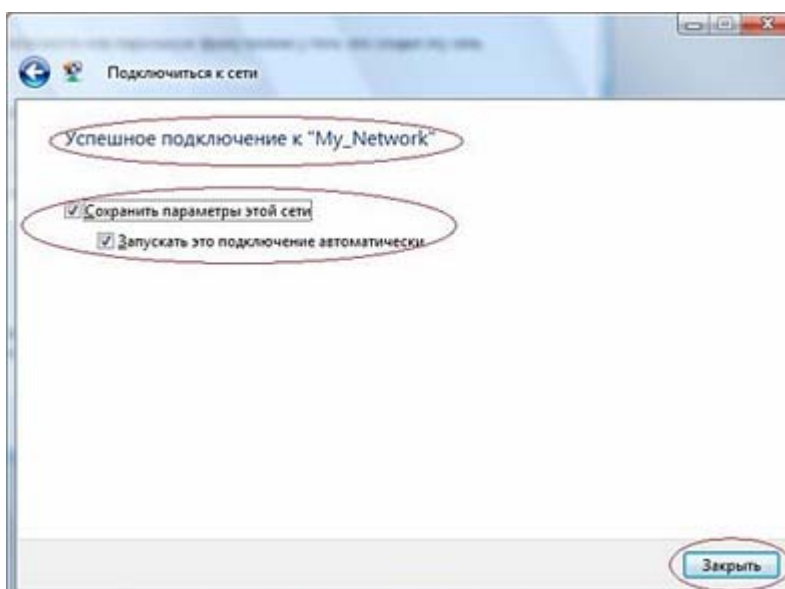 Подключиться к сети
Успешное подключение к "My_Network"
Сохранить параметры этой сети
Запускать это подключение автоматически
Закрыть